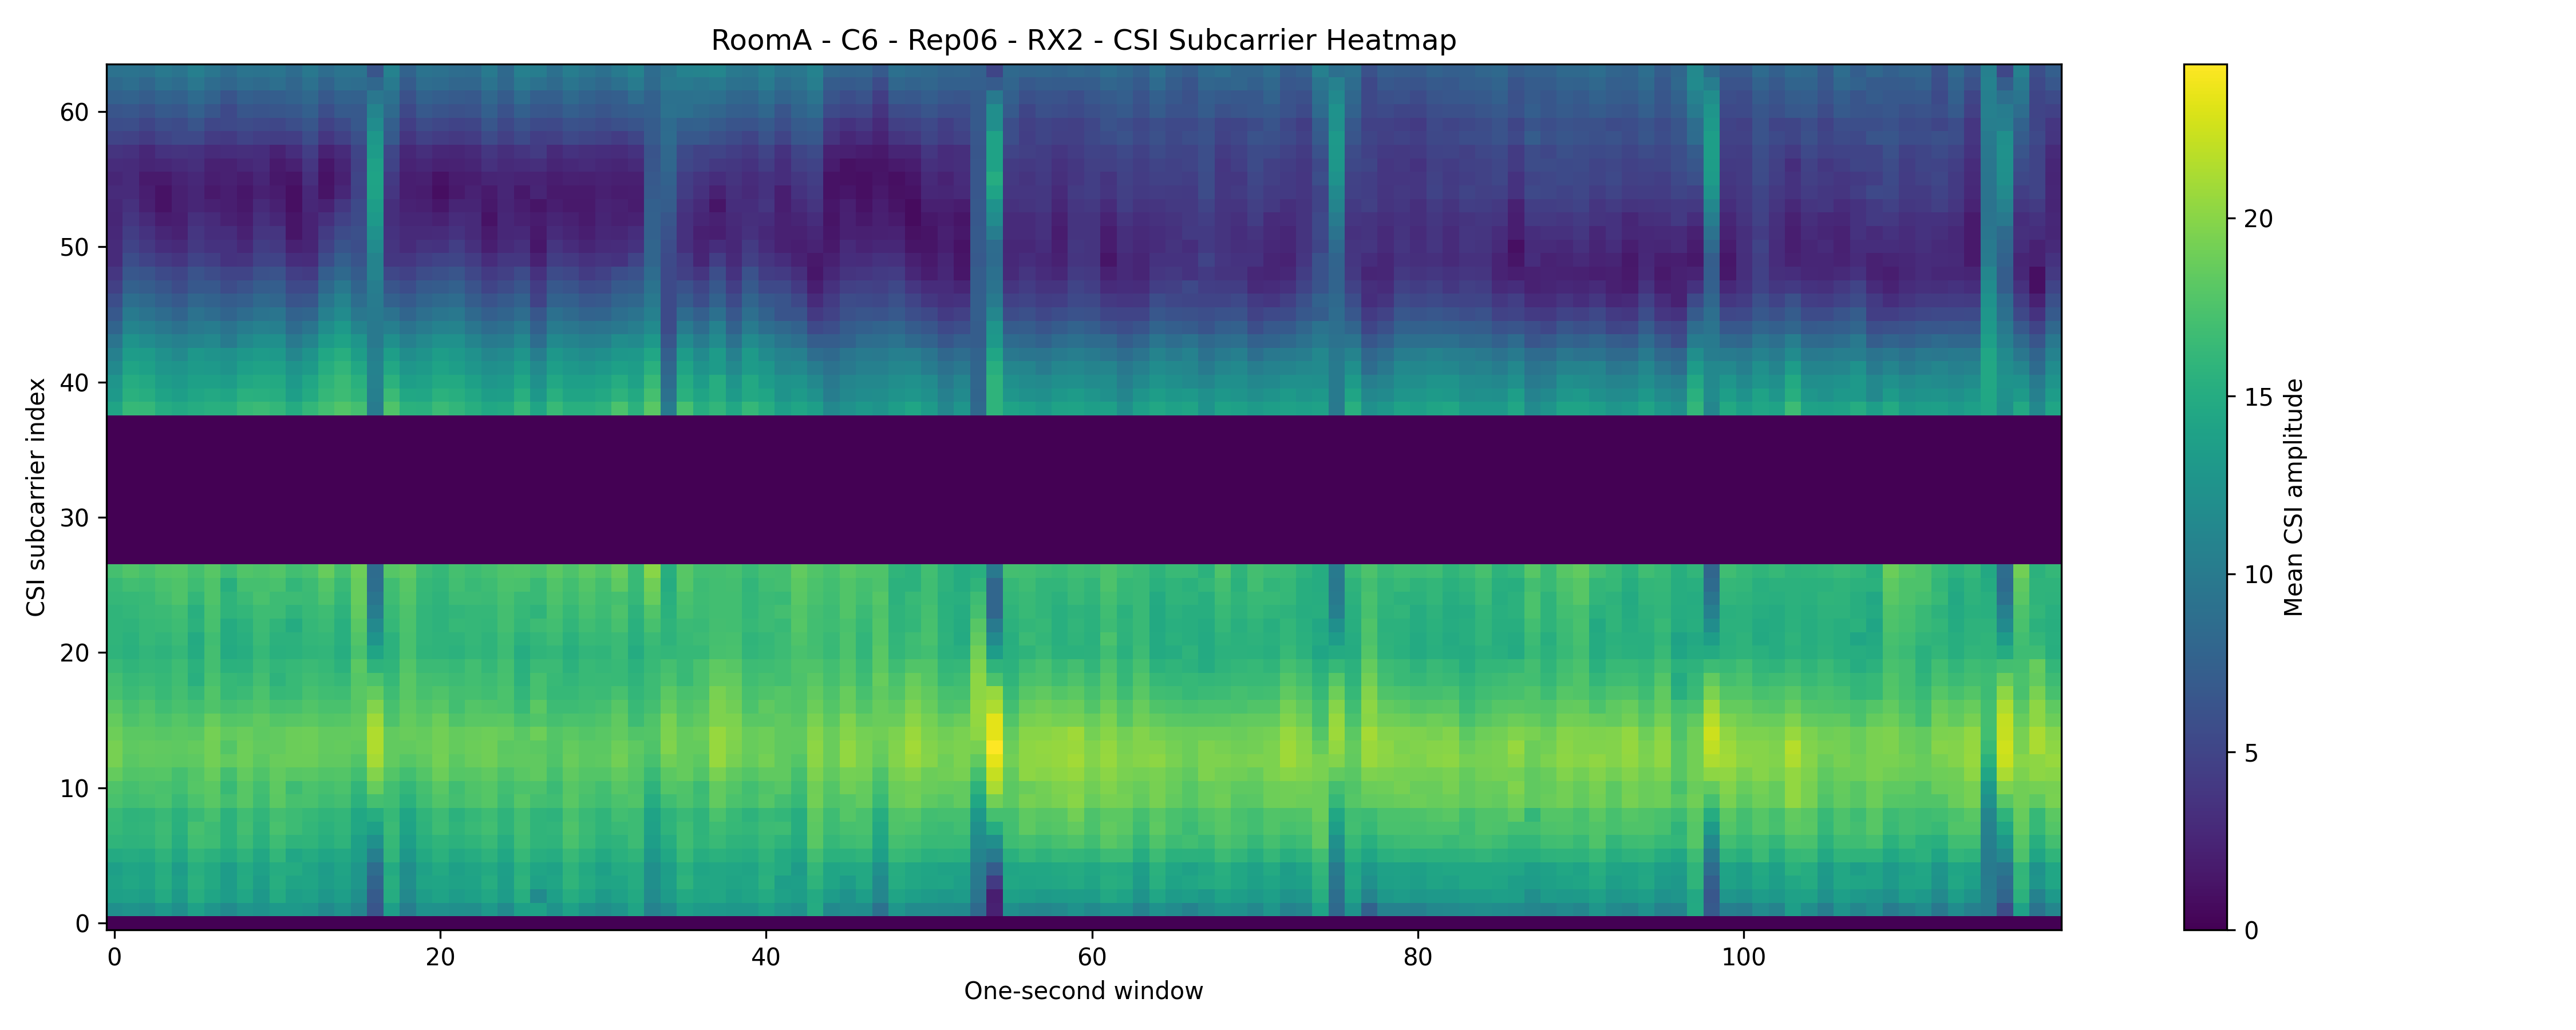 RoomA - C6 - Rep06 - RX2 - CSI Subcarrier Heatmap
CSI subcarrier index
60
50
40
30
20
10
0
0 20 40 60 80 100
One-second window
20
15
10
5
0
Mean CSI amplitude